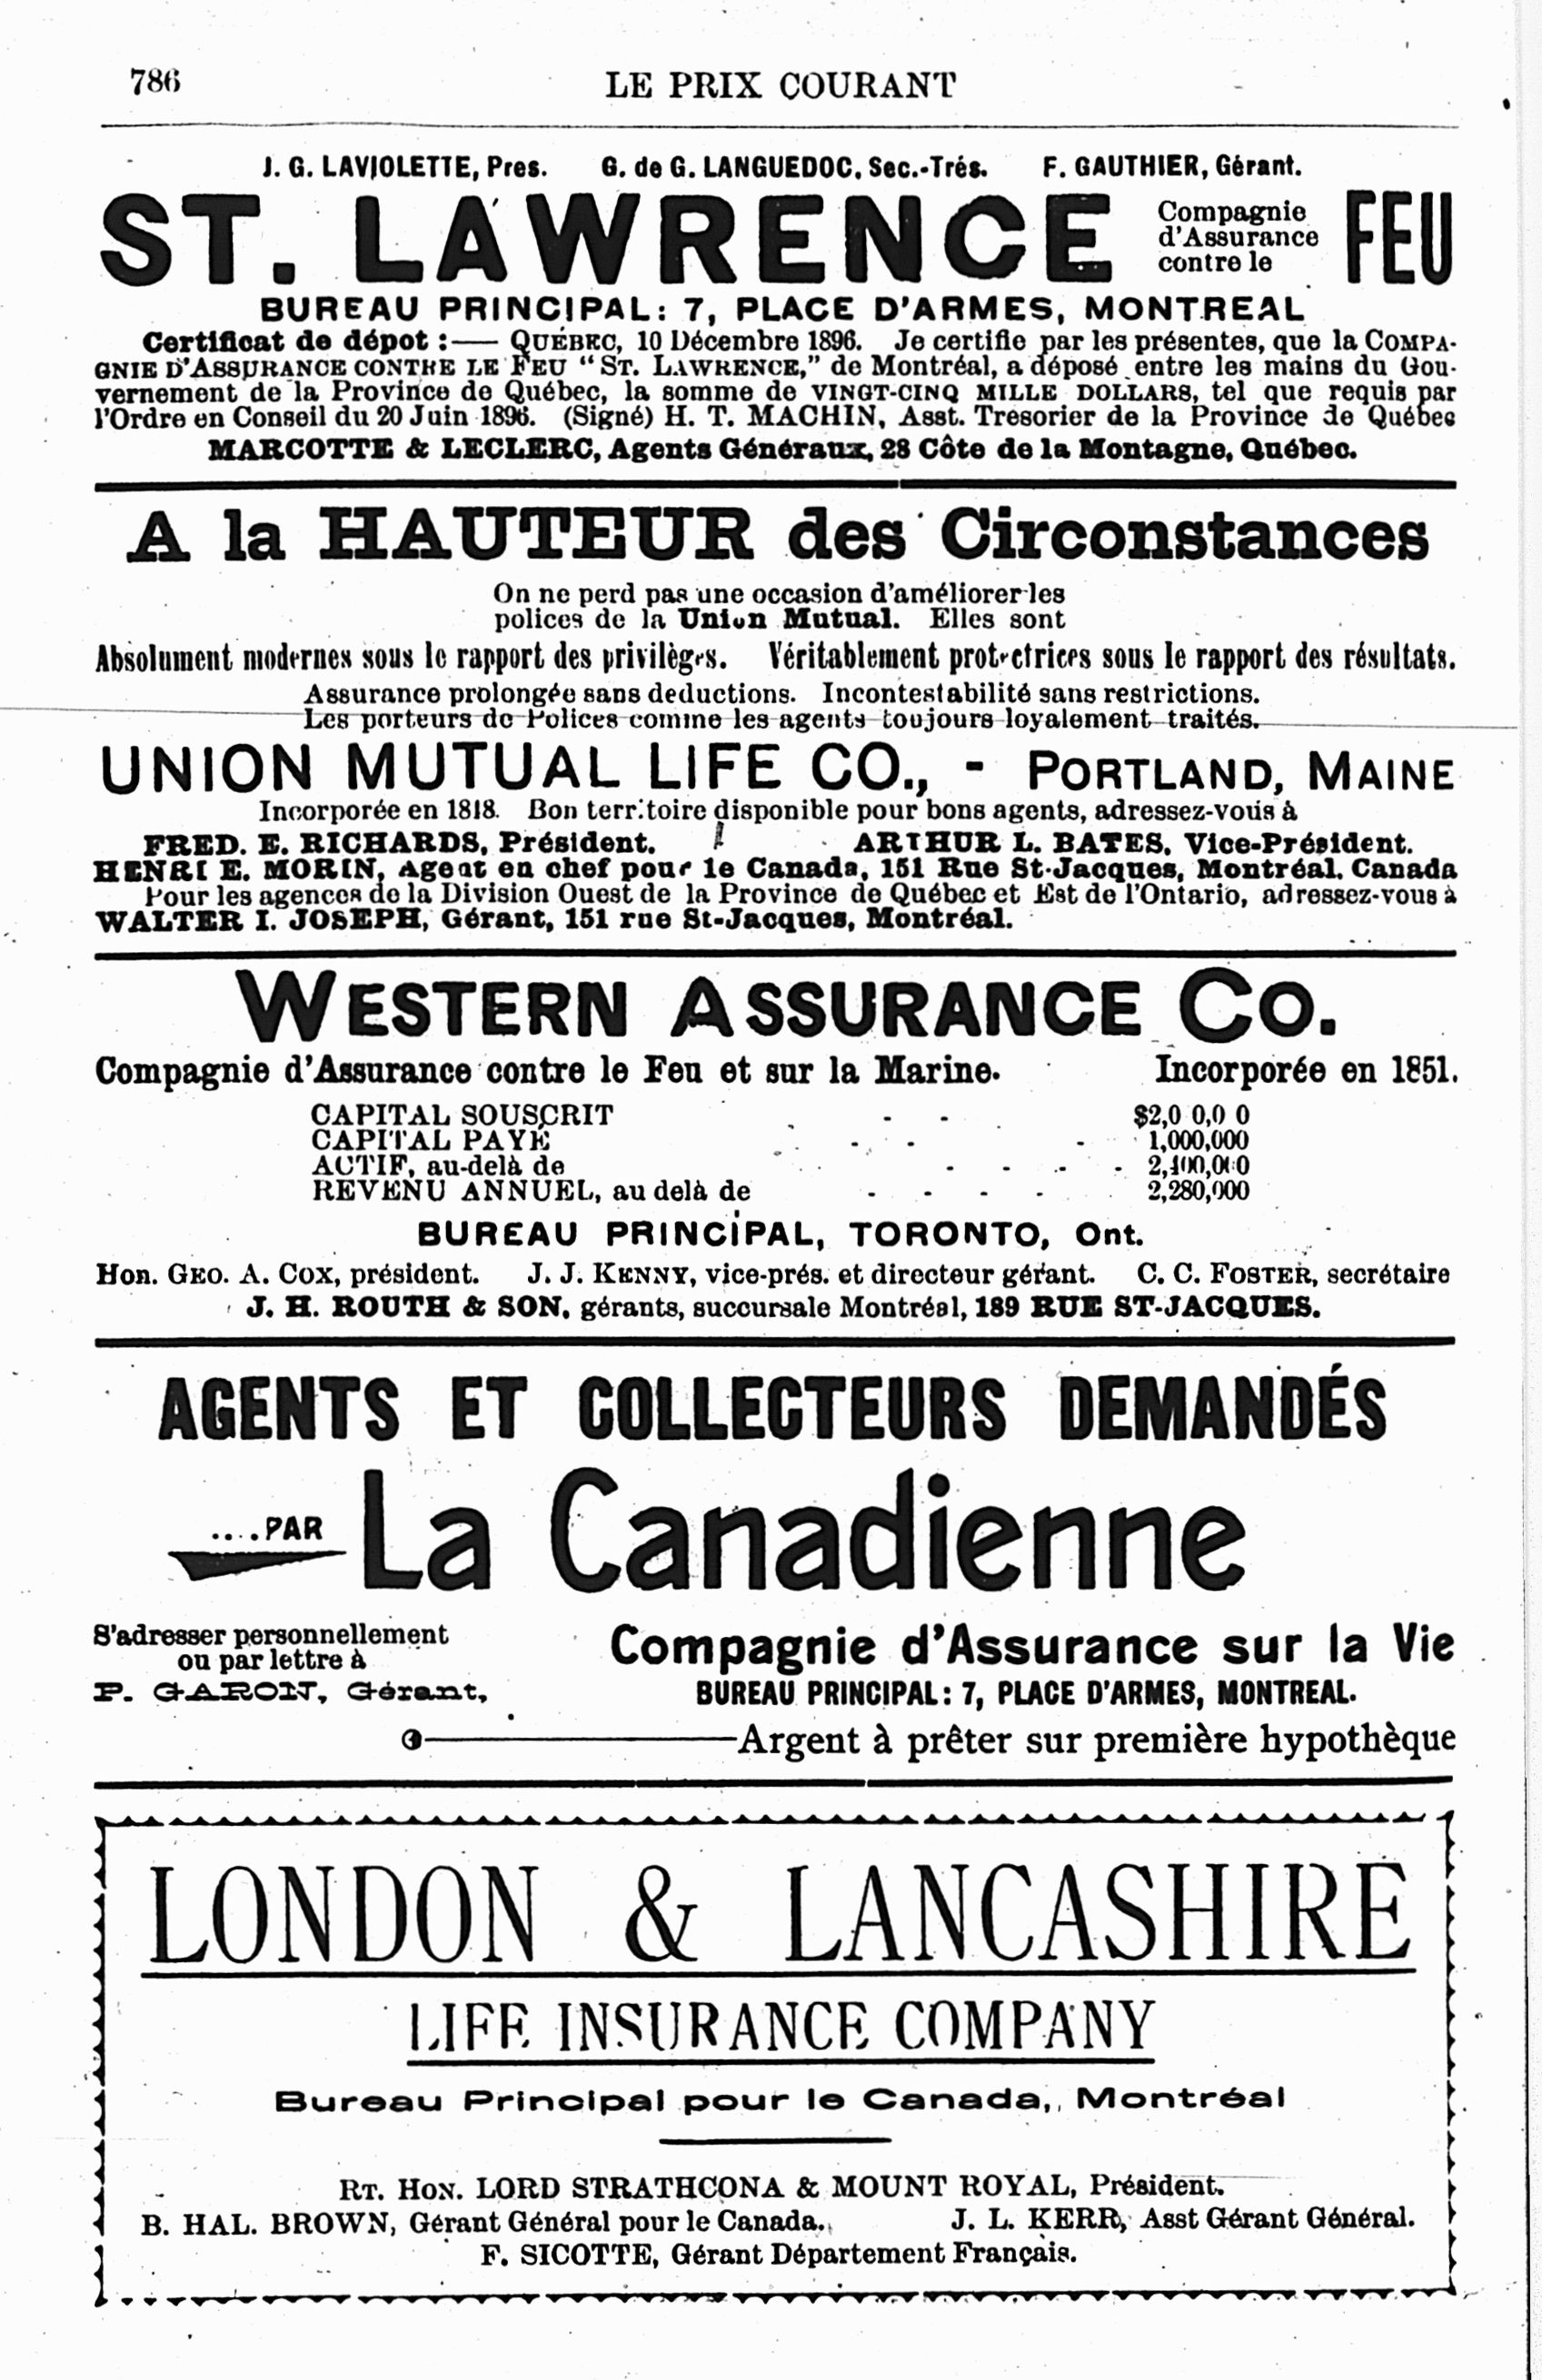 786
LE PRIX COURANT
J. G. LAVIOLETTE, Pres. G. de G. LANGUEDOC, Sec.-Trés. F. GAUTHIER, Gérant.
ST. LAWRENCE Compagnie d'Assurance contre le FEU
BUREAU PRINCIPAL: 7, PLACE D'ARMES, MONTREAL
Certificat de dépot :— QUÉBEC, 10 Décembre 1896. Je certifie par les présentes, que la COMPA-
GNIE D'ASSURANCE CONTRE LE FEU "ST. LAWRENCE," de Montréal, a déposé entre les mains du Gou-
vernement de la Province de Québec, la somme de VINGT-CINQ MILLE DOLLARS, tel que requis par
l'Ordre en Conseil du 20 Juin 1896. (Signé) H. T. MACHIN, Asst. Trésorier de la Province de Québec
MARCOTTE & LECLERC, Agents Généraux, 28 Côte de la Montagne, Québec.
A la HAUTEUR des Circonstances
On ne perd pas une occasion d'améliorer les
polices de la Union Mutual. Elles sont
Absolument modernes sous le rapport des privilèges. Véritablement protectrices sous le rapport des résultats.
Assurance prolongée sans deductions. Incontestabilité sans restrictions.
Les porteurs de Polices comme les agents toujours loyalement traités.
UNION MUTUAL LIFE CO., - PORTLAND, MAINE
Incorporée en 1818. Bon territoire disponible pour bons agents, adressez-vous à
FRED. E. RICHARDS, Président. ARTHUR L. BATES, Vice-Président.
HENRI E. MORIN, Agent en chef pour le Canada, 151 Rue St-Jacques, Montréal, Canada
Pour les agences de la Division Ouest de la Province de Québec et Est de l'Ontario, adressez-vous à
WALTER I. JOSEPH, Gérant, 151 rue St-Jacques, Montréal.
WESTERN ASSURANCE CO.
Compagnie d'Assurance contre le Feu et sur la Marine. Incorporée en 1851.
CAPITAL SOUSCRIT - -
CAPITAL PAYÉ - - - 1,000,000
ACTIF, au-delà de - - - -
REVENU ANNUEL, au delà de - - - - 2,280,000
BUREAU PRINCIPAL, TORONTO, Ont.
Hon. GEO. A. COX, président. J. J. KENNY, vice-prés. et directeur gérant. C. C. FOSTER, secrétaire
J. H. ROUTH & SON, gérants, succursale Montréal, 189 RUE ST-JACQUES.
AGENTS ET COLLECTEURS DEMANDÉS
....PAR La Canadienne
S'adresser personnellement
ou par lettre à
P. GARON, Gérant,
Compagnie d'Assurance sur la Vie
BUREAU PRINCIPAL: 7, PLACE D'ARMES, MONTREAL.
Argent à prêter sur première hypothèque
LONDON & LANCASHIRE
LIFE INSURANCE COMPANY
Bureau Principal pour le Canada, Montréal
RT. HON. LORD STRATHCONA & MOUNT ROYAL, Président.
B. HAL. BROWN, Gérant Général pour le Canada. J. L. KERR, Asst Gérant Général.
F. SICOTTE, Gérant Département Français.